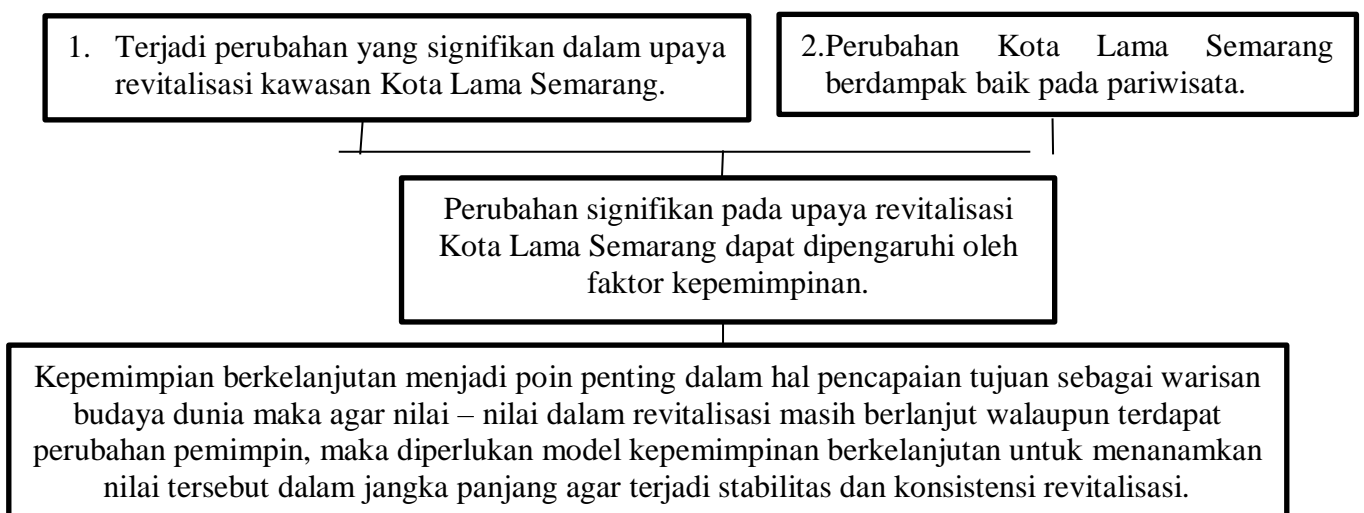 1. Terjadi perubahan yang signifikan dalam upaya
revitalisasi kawasan Kota Lama Semarang.
2.Perubahan Kota Lama Semarang
berdampak baik pada pariwisata.
Perubahan signifikan pada upaya revitalisasi
Kota Lama Semarang dapat dipengaruhi oleh
faktor kepemimpinan.
Kepemimpian berkelanjutan menjadi poin penting dalam hal pencapaian tujuan sebagai warisan
budaya dunia maka agar nilai – nilai dalam revitalisasi masih berlanjut walaupun terdapat
perubahan pemimpin, maka diperlukan model kepemimpinan berkelanjutan untuk menanamkan
nilai tersebut dalam jangka panjang agar terjadi stabilitas dan konsistensi revitalisasi.